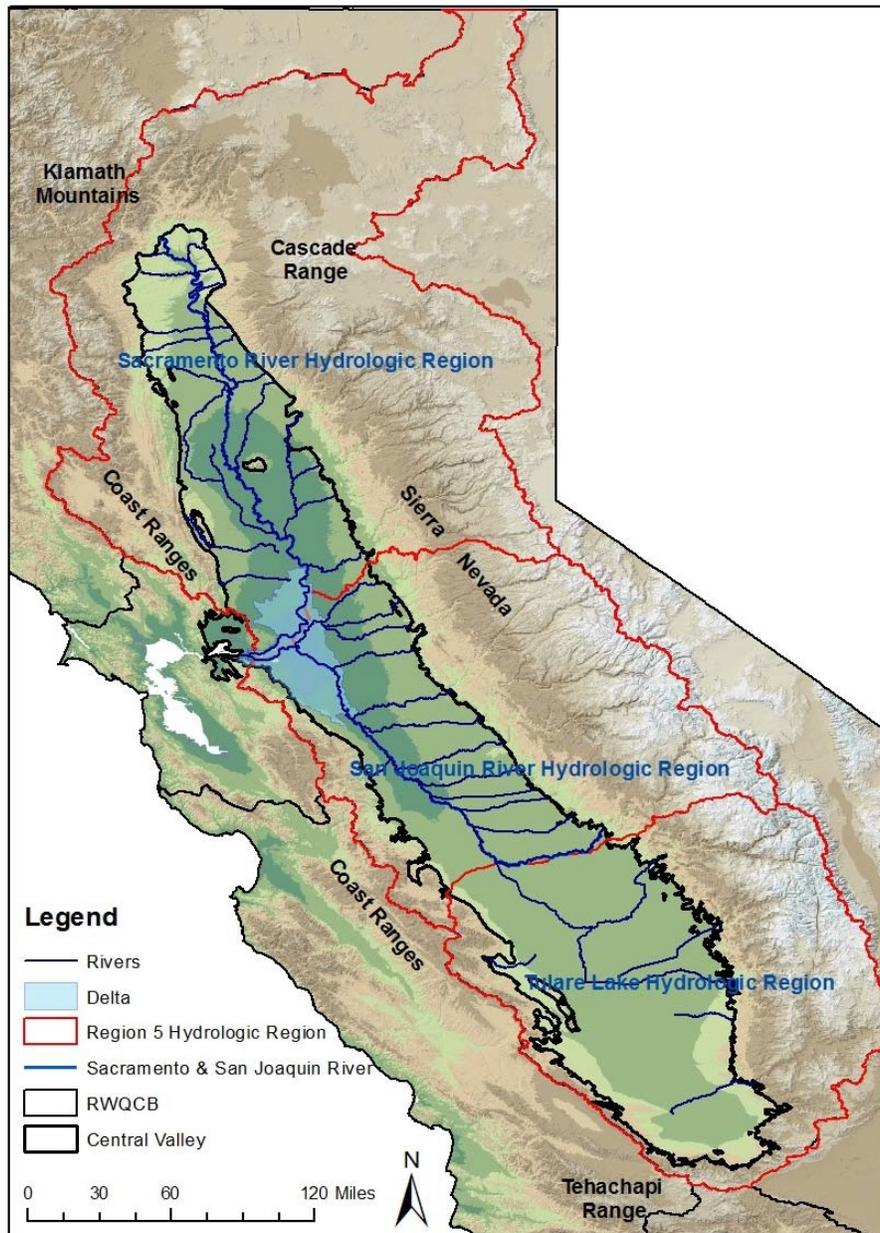 Klamath
Mountains
Cascade
Range
Sacramento River Hydrologic Region
Coast Ranges
Sierra
Nevada
San Joaquin River Hydrologic Region
Coast Ranges
Tulare Lake Hydrologic Region
Legend
Rivers
Delta
Region 5 Hydrologic Region
Sacramento & San Joaquin River
RWQCB
Central Valley
N
0 30 60 120 Miles
Tehachapi
Range